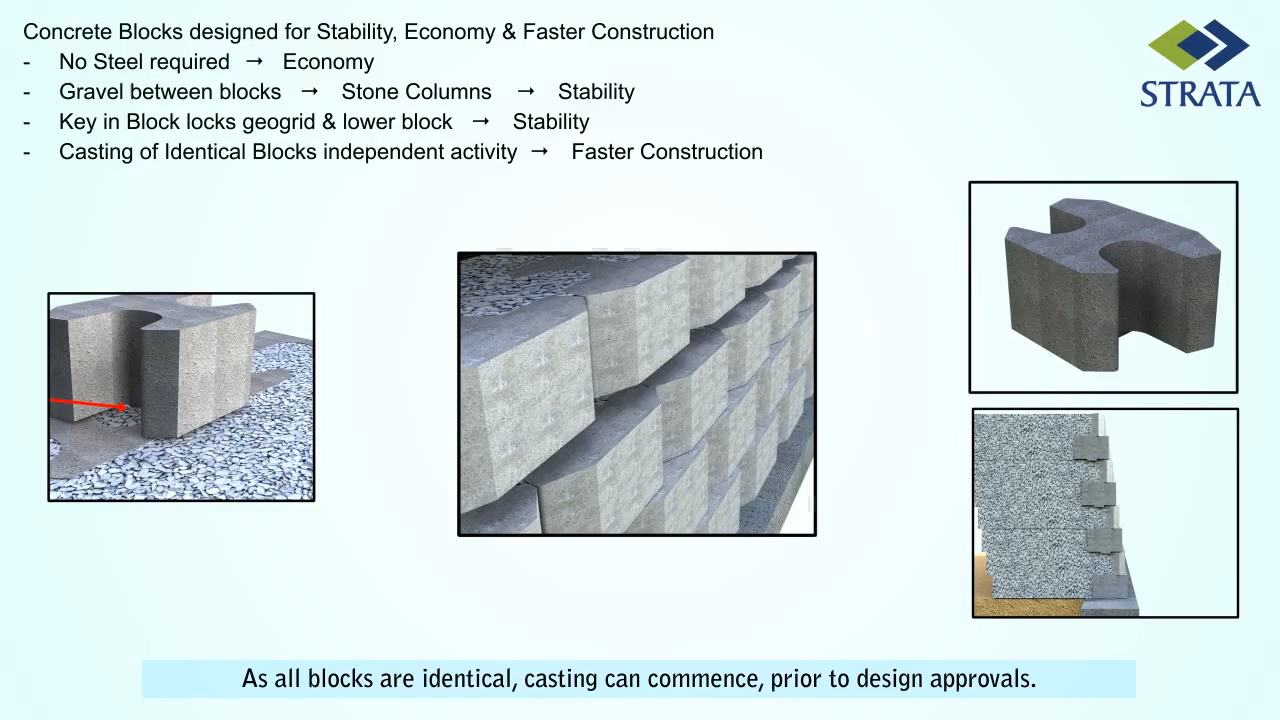 Concrete Blocks designed for Stability, Economy & Faster Construction
- No Steel required → Economy
- Gravel between blocks → Stone Columns → Stability
- Key in Block locks geogrid & lower block → Stability
- Casting of Identical Blocks independent activity → Faster Construction
STRATA
As all blocks are identical, casting can commence, prior to design approvals.